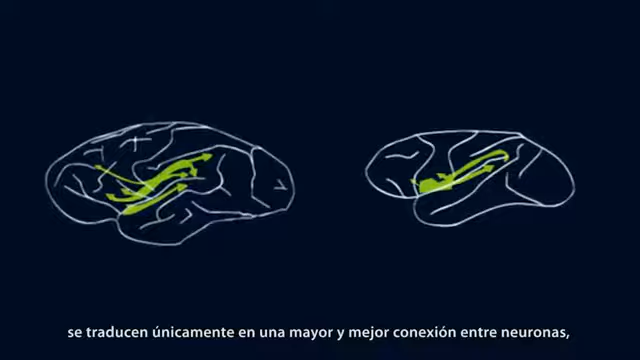 se traducen únicamente en una mayor y mejor conexión entre neuronas,